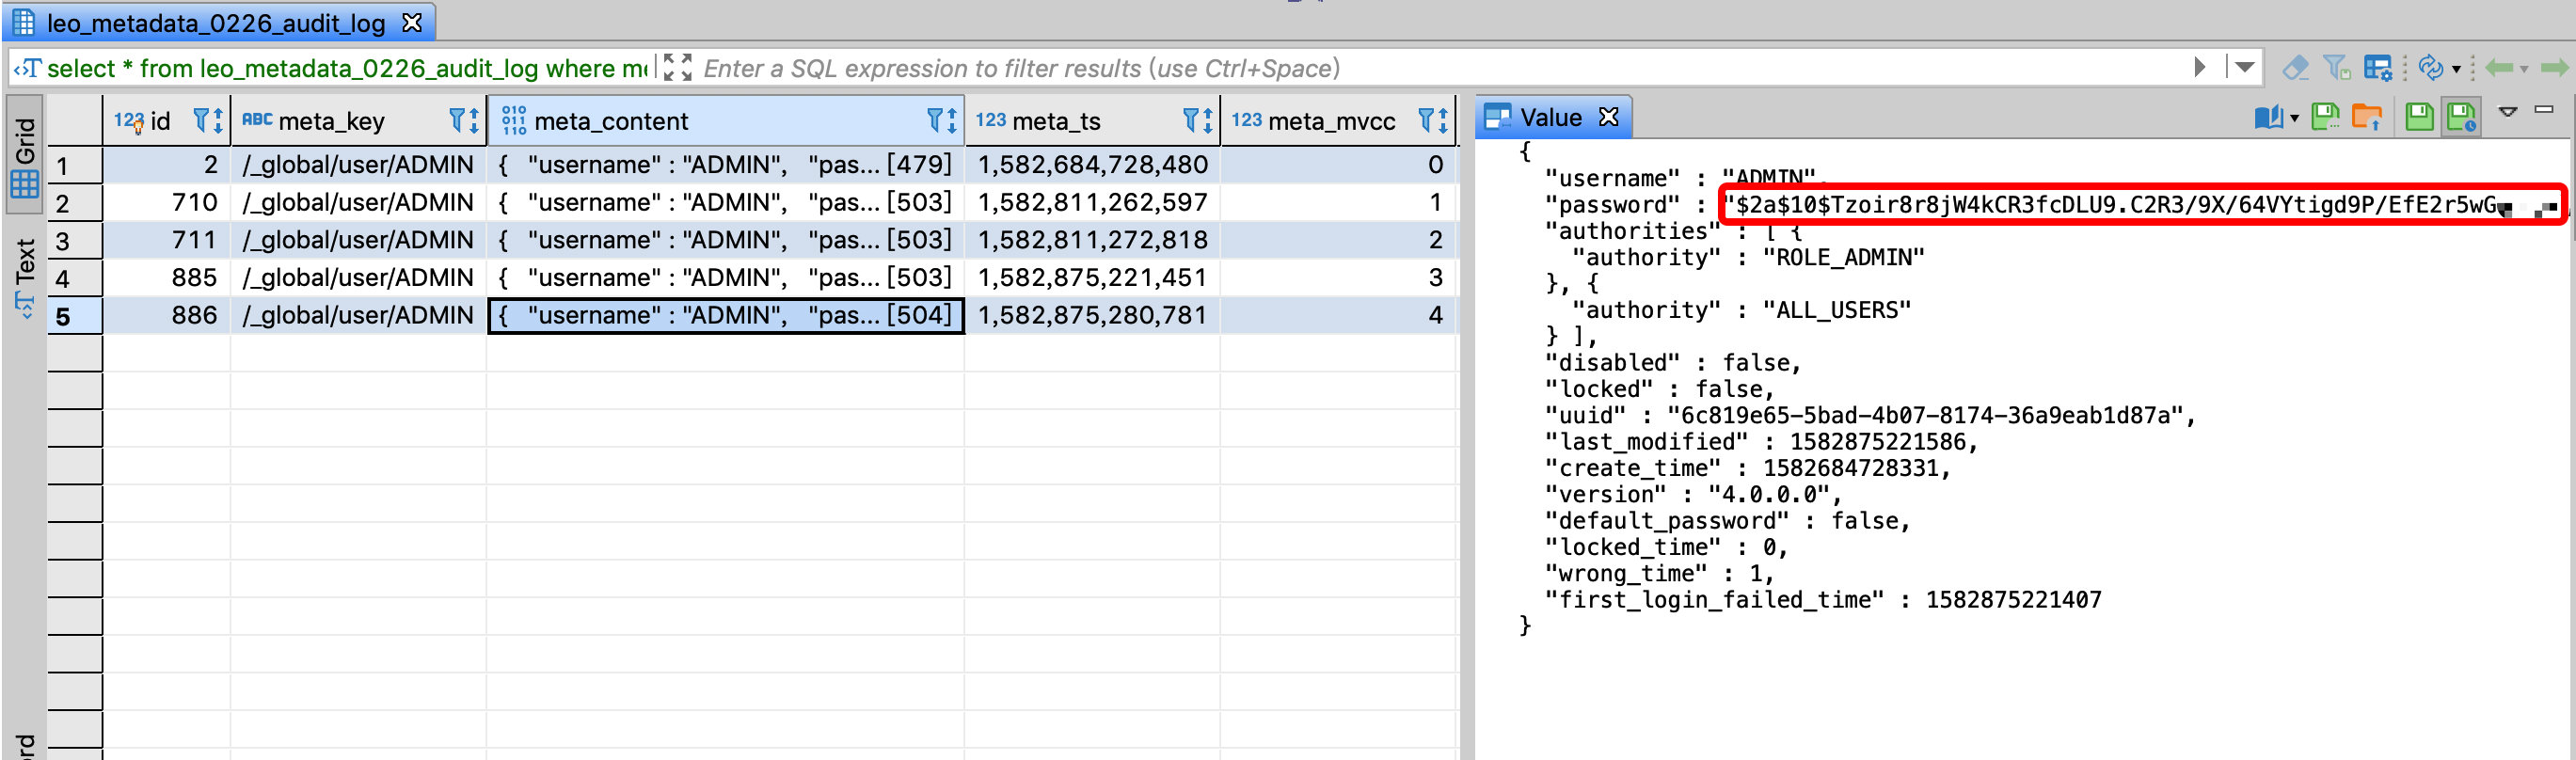 leo_metadata_0226_audit_log
select * from leo_metadata_0226_audit_log where m
Enter a SQL expression to filter results (use Ctrl+Space)
Grid
Text
123 id ABC meta_key 010 011 110 meta_content 123 meta_ts 123 meta_mvcc
1 2 /_global/user/ADMIN { "username" : "ADMIN", "pas... [479] 1,582,684,728,480 0
2 710 /_global/user/ADMIN { "username" : "ADMIN", "pas... [503] 1,582,811,262,597 1
3 711 /_global/user/ADMIN { "username" : "ADMIN", "pas... [503] 1,582,811,272,818 2
4 885 /_global/user/ADMIN { "username" : "ADMIN", "pas... [503] 1,582,875,221,451 3
5 886 /_global/user/ADMIN { "username" : "ADMIN", "pas... [504] 1,582,875,280,781 4
Value
{
"username" : "ADMIN",
"password" : "$2a$10$Tzoir8r8jW4kCR3fcDLU9.C2R3/9X/64VYtigd9P/EfE2r5wG
"authorities" : [ {
"authority" : "ROLE_ADMIN"
}, {
"authority" : "ALL_USERS"
} ],
"disabled" : false,
"locked" : false,
"uuid" : "6c819e65-5bad-4b07-8174-36a9eab1d87a",
"last_modified" : 1582875221586,
"create_time" : 1582684728331,
"version" : "4.0.0.0",
"default_password" : false,
"locked_time" : 0,
"wrong_time" : 1,
"first_login_failed_time" : 1582875221407
}